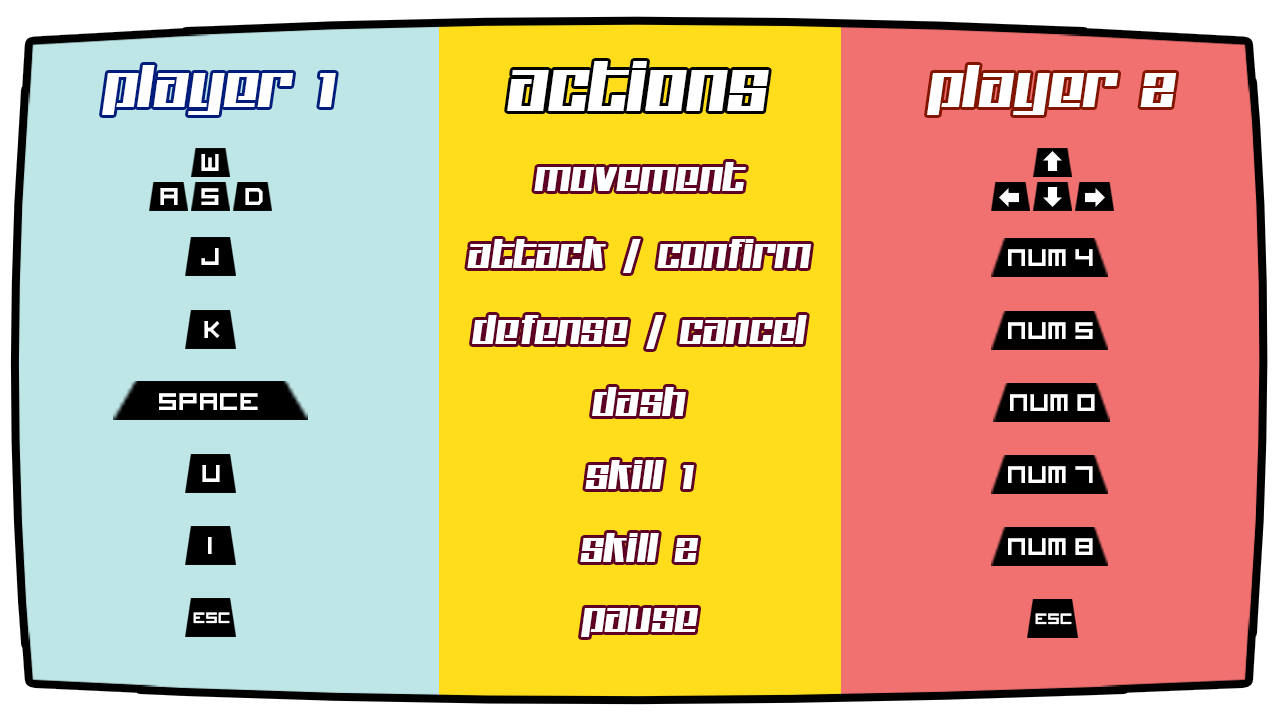 player 1 actions player 2
W
A S D movement
J attack / confirm num 4
K defense / cancel num 5
SPACE dash num 0
U skill 1 num 7
I skill 2 num 8
ESC pause ESC